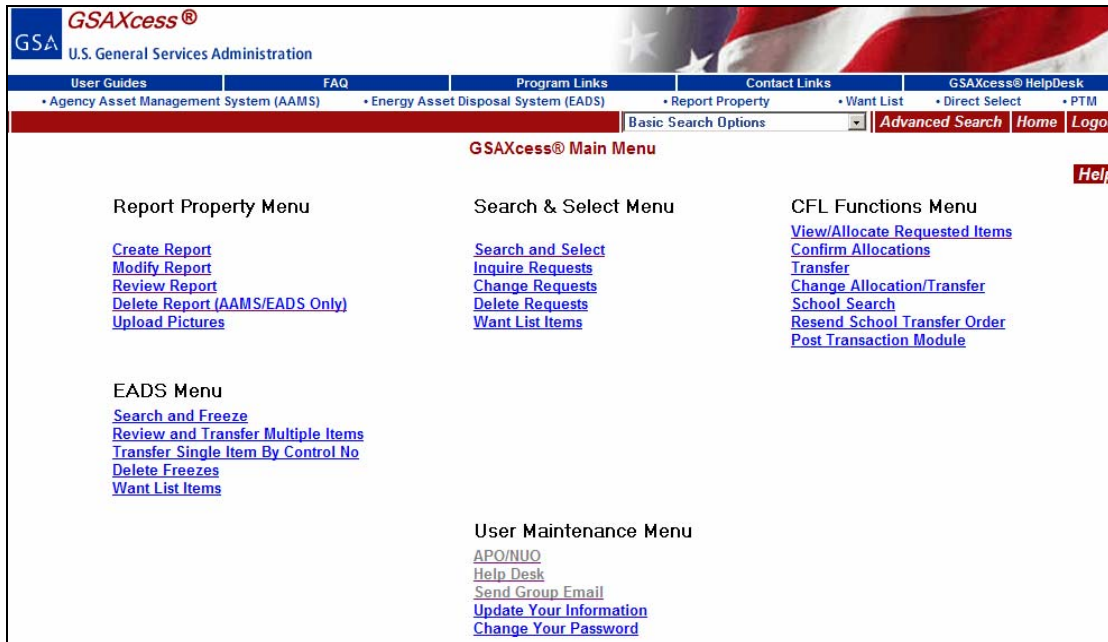 GSAXcess ®
GSA
U.S. General Services Administration
User Guides FAQ Program Links Contact Links GSAXcess® HelpDesk
• Agency Asset Management System (AAMS) • Energy Asset Disposal System (EADS) • Report Property • Want List • Direct Select • PTM
Basic Search Options Advanced Search Home Logo
GSAXcess® Main Menu
Help
Report Property Menu
Create Report
Modify Report
Review Report
Delete Report (AAMS/EADS Only)
Upload Pictures
Search & Select Menu
Search and Select
Inquire Requests
Change Requests
Delete Requests
Want List Items
CFL Functions Menu
View/Allocate Requested Items
Confirm Allocations
Transfer
Change Allocation/Transfer
School Search
Resend School Transfer Order
Post Transaction Module
EADS Menu
Search and Freeze
Review and Transfer Multiple Items
Transfer Single Item By Control No
Delete Freezes
Want List Items
User Maintenance Menu
APO/NUO
Help Desk
Send Group Email
Update Your Information
Change Your Password